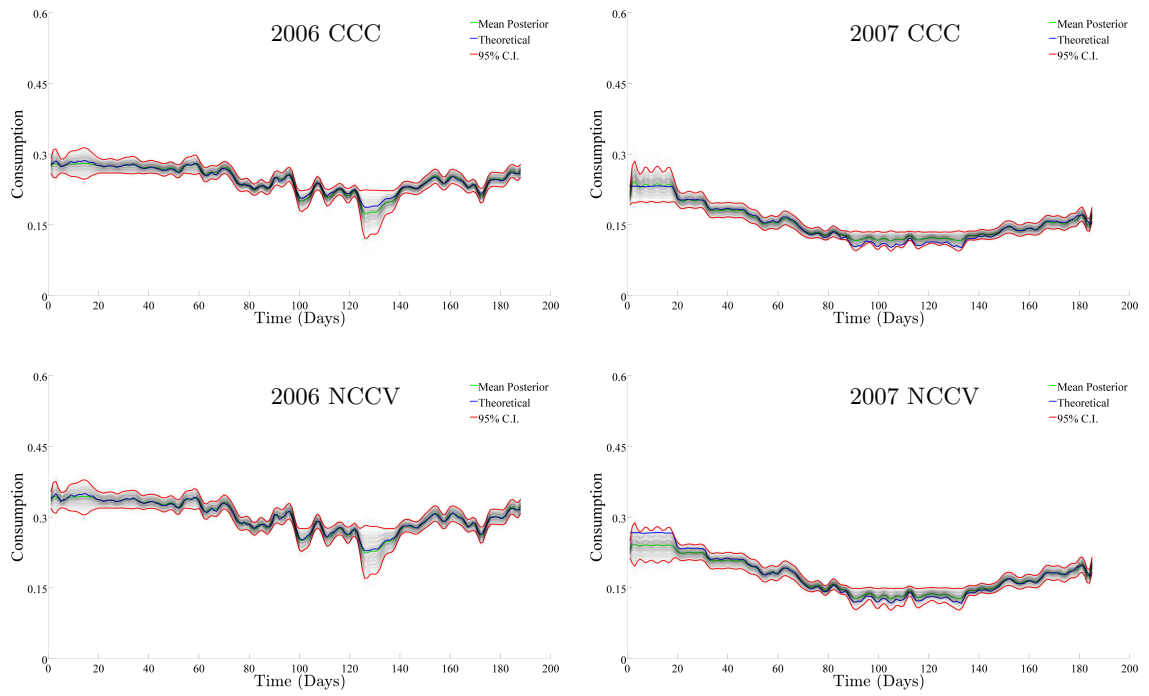 2006 CCC
Mean Posterior
Theoretical
95% C.I.
Consumption
0.6
0.45
0.3
0.15
0
0 20 40 60 80 100 120 140 160 180 200
Time (Days)
2007 CCC
Mean Posterior
Theoretical
95% C.I.
Consumption
0.6
0.45
0.3
0.15
0
0 20 40 60 80 100 120 140 160 180 200
Time (Days)
2006 NCCV
Mean Posterior
Theoretical
95% C.I.
Consumption
0.6
0.45
0.3
0.15
0
0 20 40 60 80 100 120 140 160 180 200
Time (Days)
2007 NCCV
Mean Posterior
Theoretical
95% C.I.
Consumption
0.6
0.45
0.3
0.15
0
0 20 40 60 80 100 120 140 160 180 200
Time (Days)